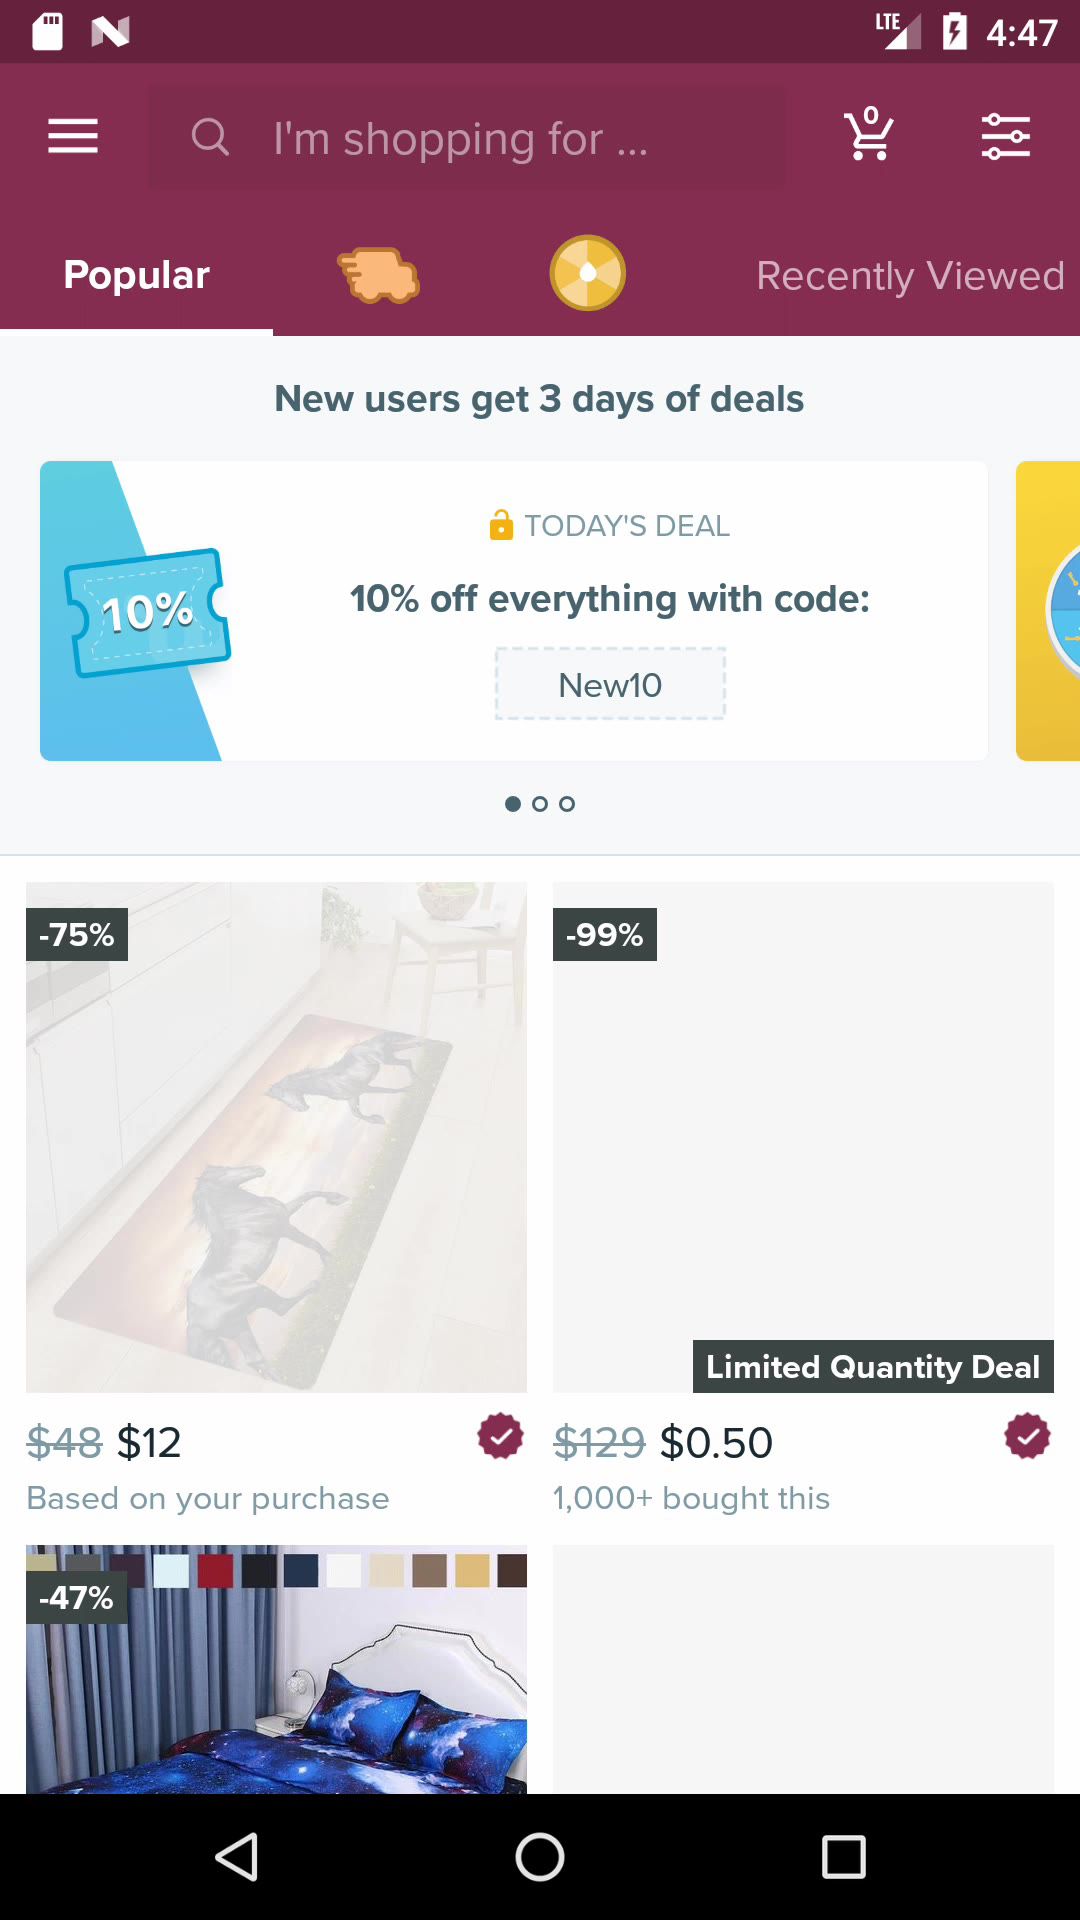 LTE 4:47
I'm shopping for ...
0
Popular
Recently Viewed
New users get 3 days of deals
10%
TODAY'S DEAL
10% off everything with code:
New10
-75%
-99%
Limited Quantity Deal
$48 $12
$129 $0.50
Based on your purchase
1,000+ bought this
-47%